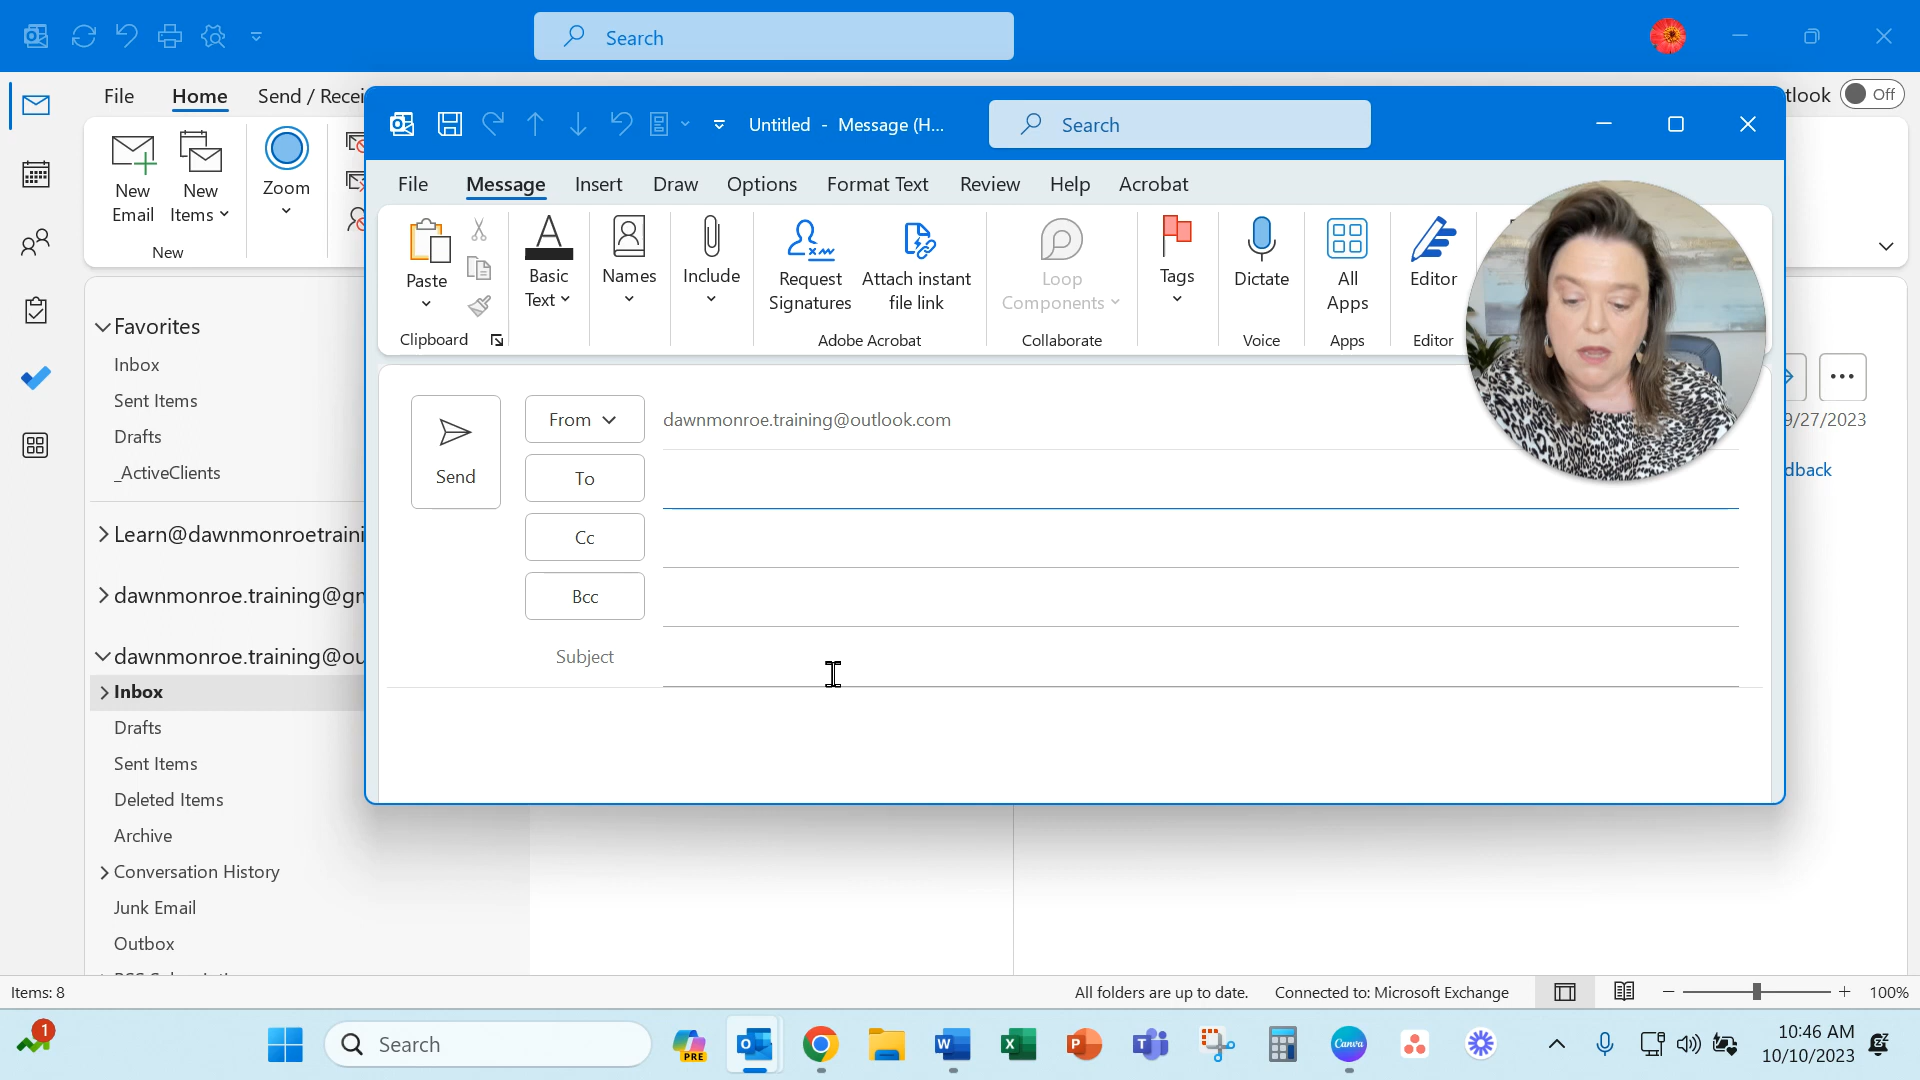 Search
File
Home
Send / Recei
tlook
Off
New
Email
New
Items
Zoom
New
Untitled - Message (H...
Search
File
Message
Insert
Draw
Options
Format Text
Review
Help
Acrobat
Paste
Clipboard
Basic
Text
Names
Include
Request
Signatures
Attach instant
file link
Adobe Acrobat
Loop
Components
Collaborate
Tags
Dictate
Voice
All
Apps
Apps
Editor
Editor
Send
From
dawnmonroe.training@outlook.com
To
Cc
Bcc
Subject
9/27/2023
dback
Favorites
Inbox
Sent Items
Drafts
_ActiveClients
Learn@dawnmonroetraini
dawnmonroe.training@gr
dawnmonroe.training@ou
Inbox
Drafts
Sent Items
Deleted Items
Archive
Conversation History
Junk Email
Outbox
Items: 8
All folders are up to date.
Connected to: Microsoft Exchange
100%
1
Search
PRE
Canva
10:46 AM
10/10/2023